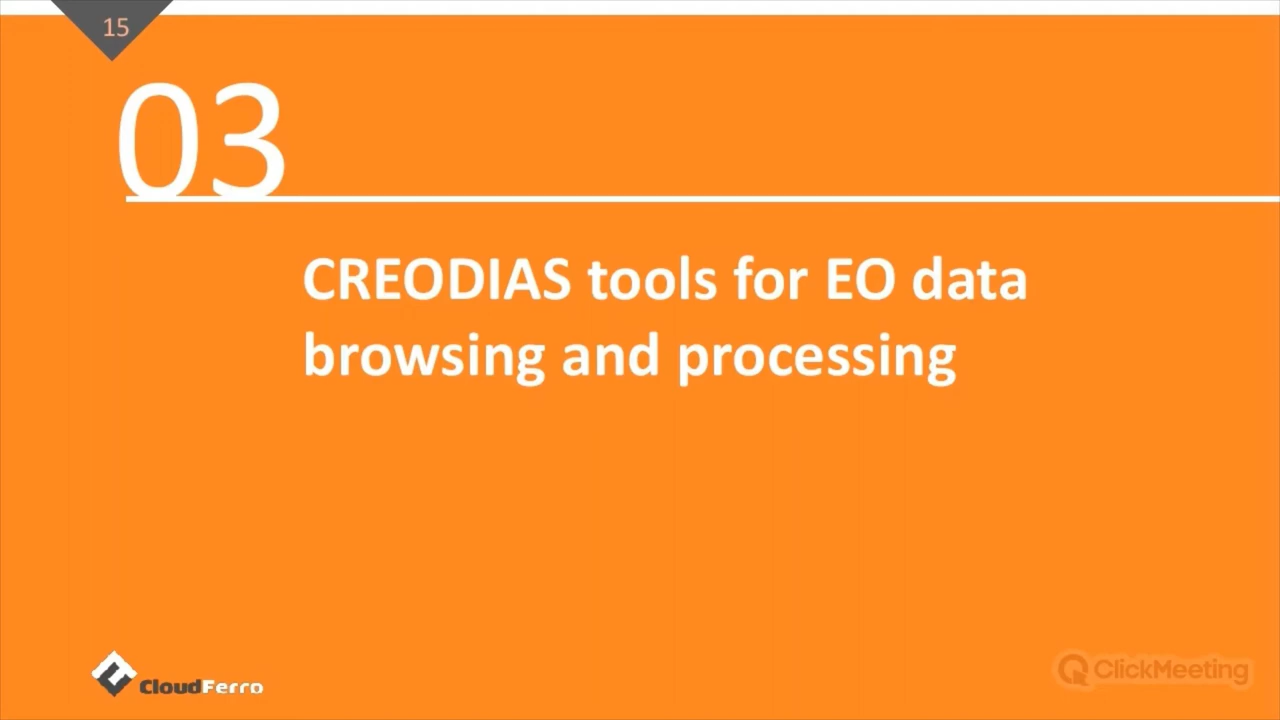 15
03
CREODIAS tools for EO data
browsing and processing
CloudFerro
ClickMeeting